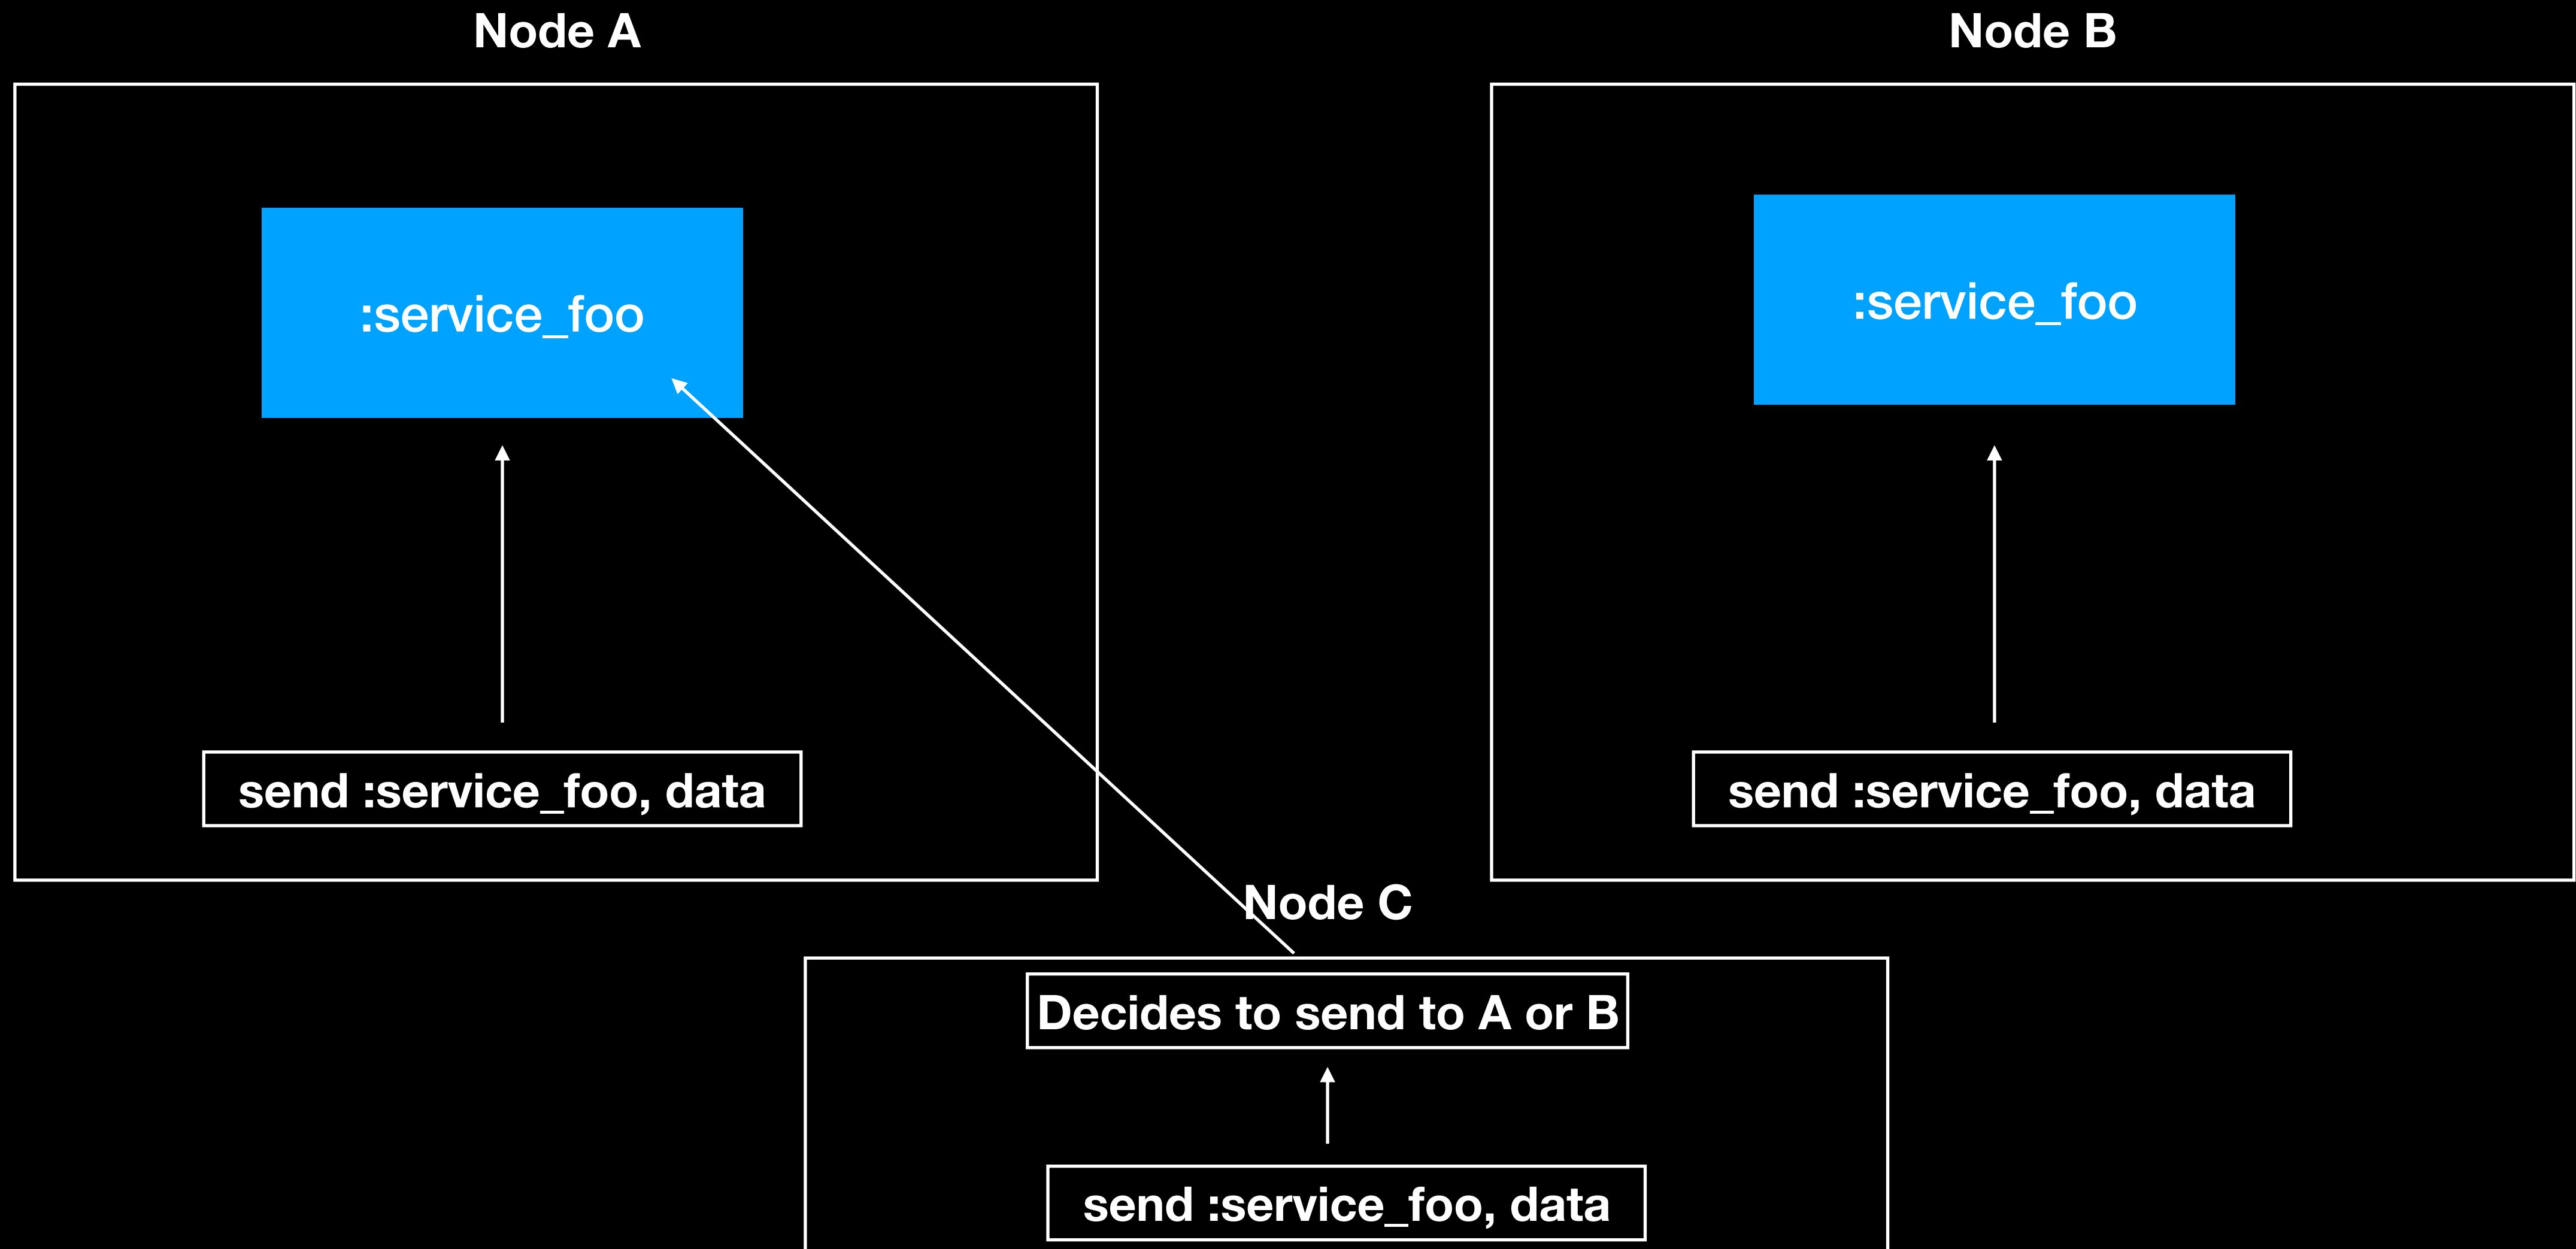 Node A
Node B
:service_foo
:service_foo
send :service_foo, data
send :service_foo, data
Node C
Decides to send to A or B
send :service_foo, data